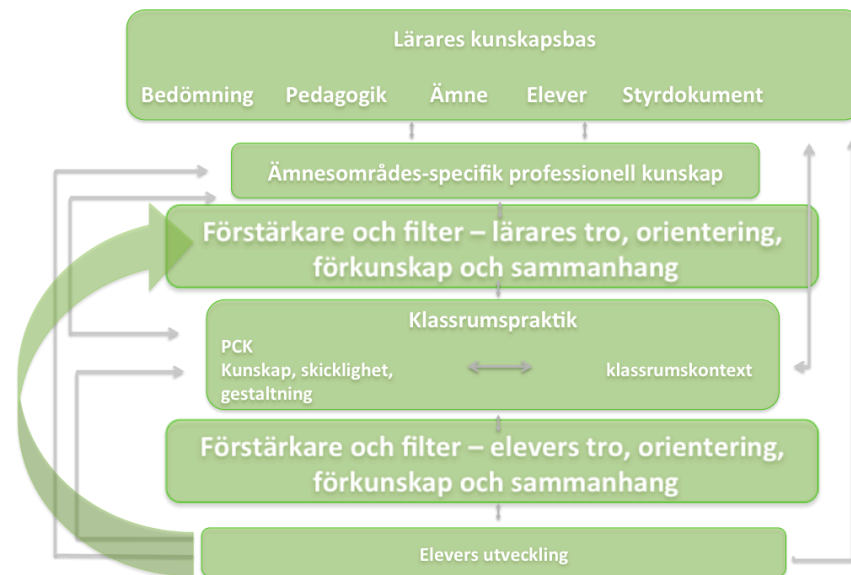 Lärares kunskapsbas
Bedömning Pedagogik Ämne Elever Styrdokument
Ämnesområdes-specifik professionell kunskap
Förstärkare och filter – lärares tro, orientering,
förkunskap och sammanhang
Klassrumspraktik
PCK
Kunskap, skicklighet,
gestaltning
klassrumskontext
Förstärkare och filter – elevers tro, orientering,
förkunskap och sammanhang
Elevers utveckling